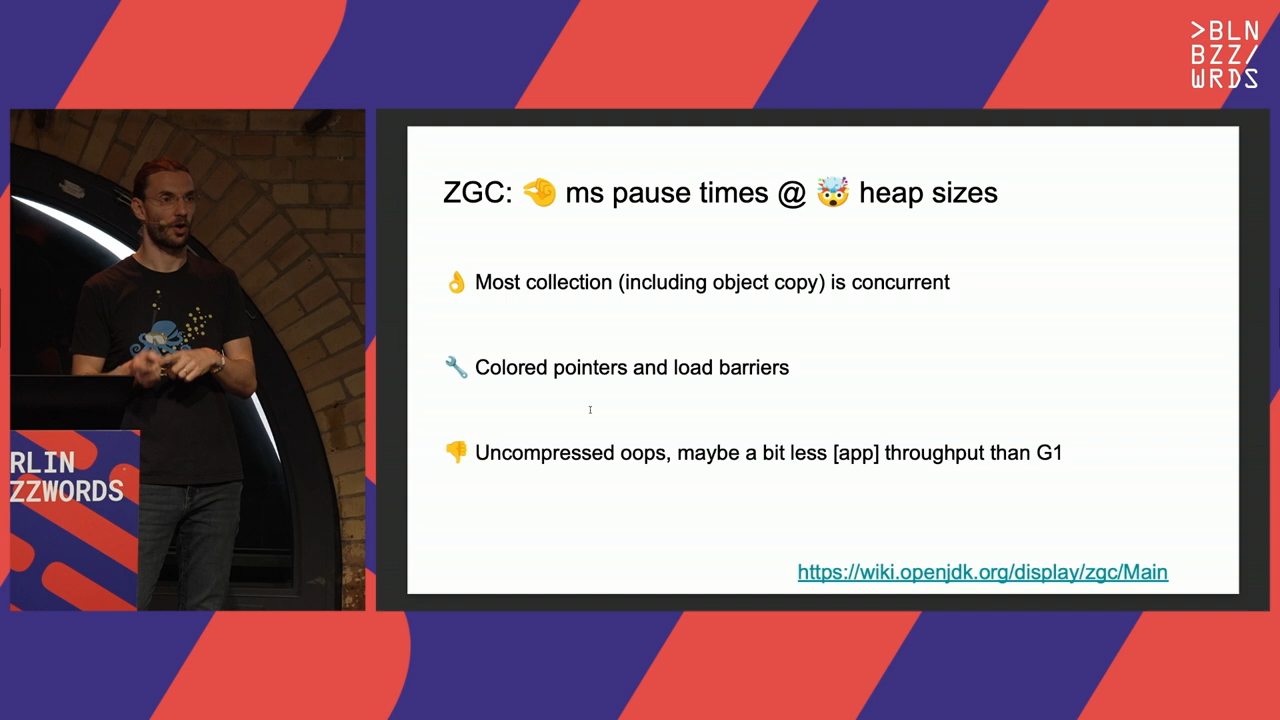 >BLN
BZZ/
WRDS
ZGC: 🤏 ms pause times @ 🤯 heap sizes
👌 Most collection (including object copy) is concurrent
🔧 Colored pointers and load barriers
👎 Uncompressed oops, maybe a bit less [app] throughput than G1
https://wiki.openjdk.org/display/zgc/Main
RLIN
ZZWORDS